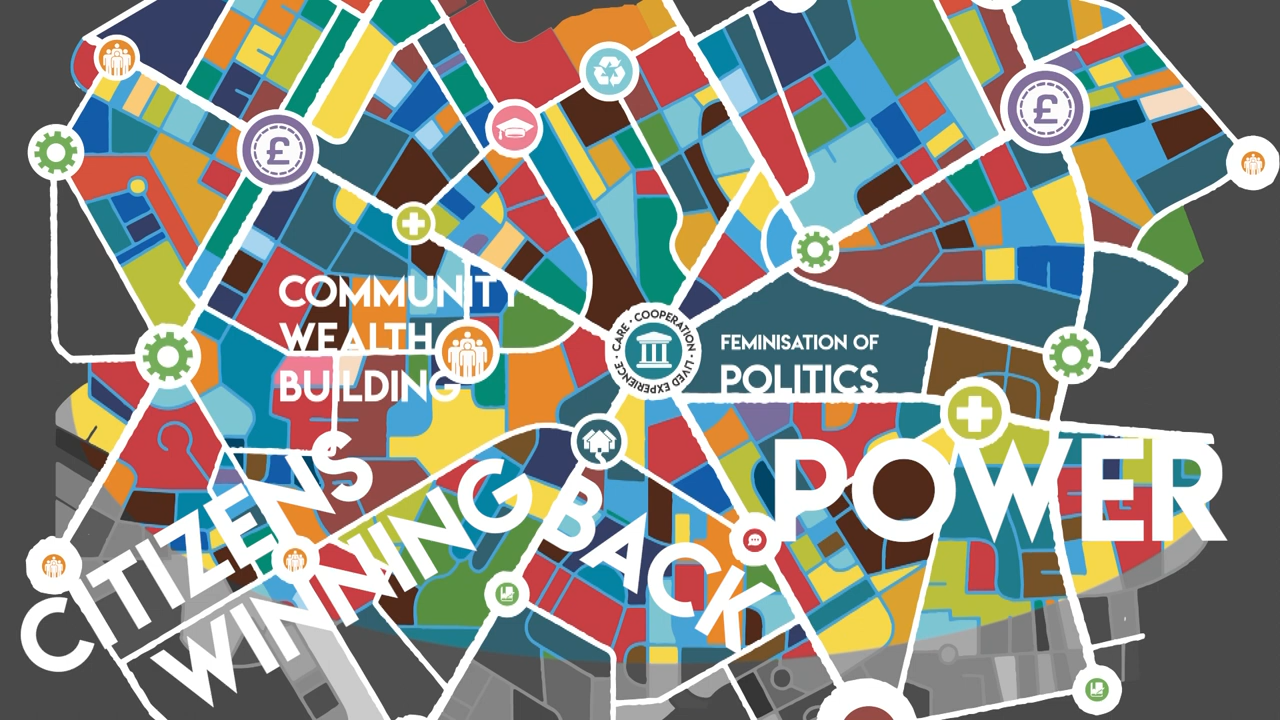 COMMUNITY
WEALTH
BUILDING
CARE • COOPERATION • LIVED EXPERIENCE •
FEMINISATION OF
POLITICS
CITIZENS
WINNING BACK
POWER
£
£